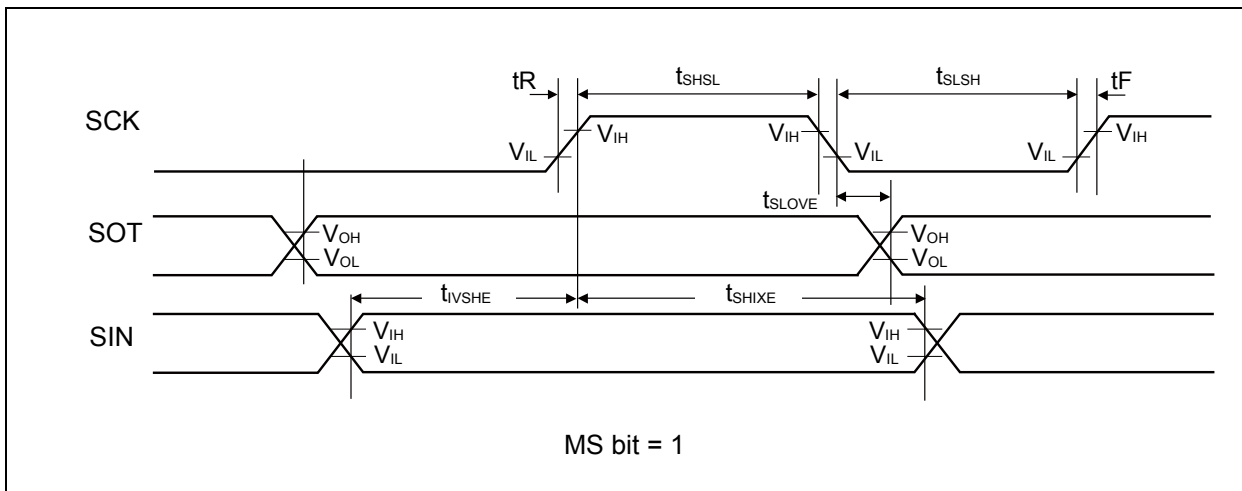 tR tSHSL tSLSH tF
SCK
VIH VIH VIH
VIL VIL VIL
tSLOVE
SOT
VOH VOH
VOL VOL
tIVSHE tSHIXE
SIN
VIH VIH
VIL VIL
MS bit = 1